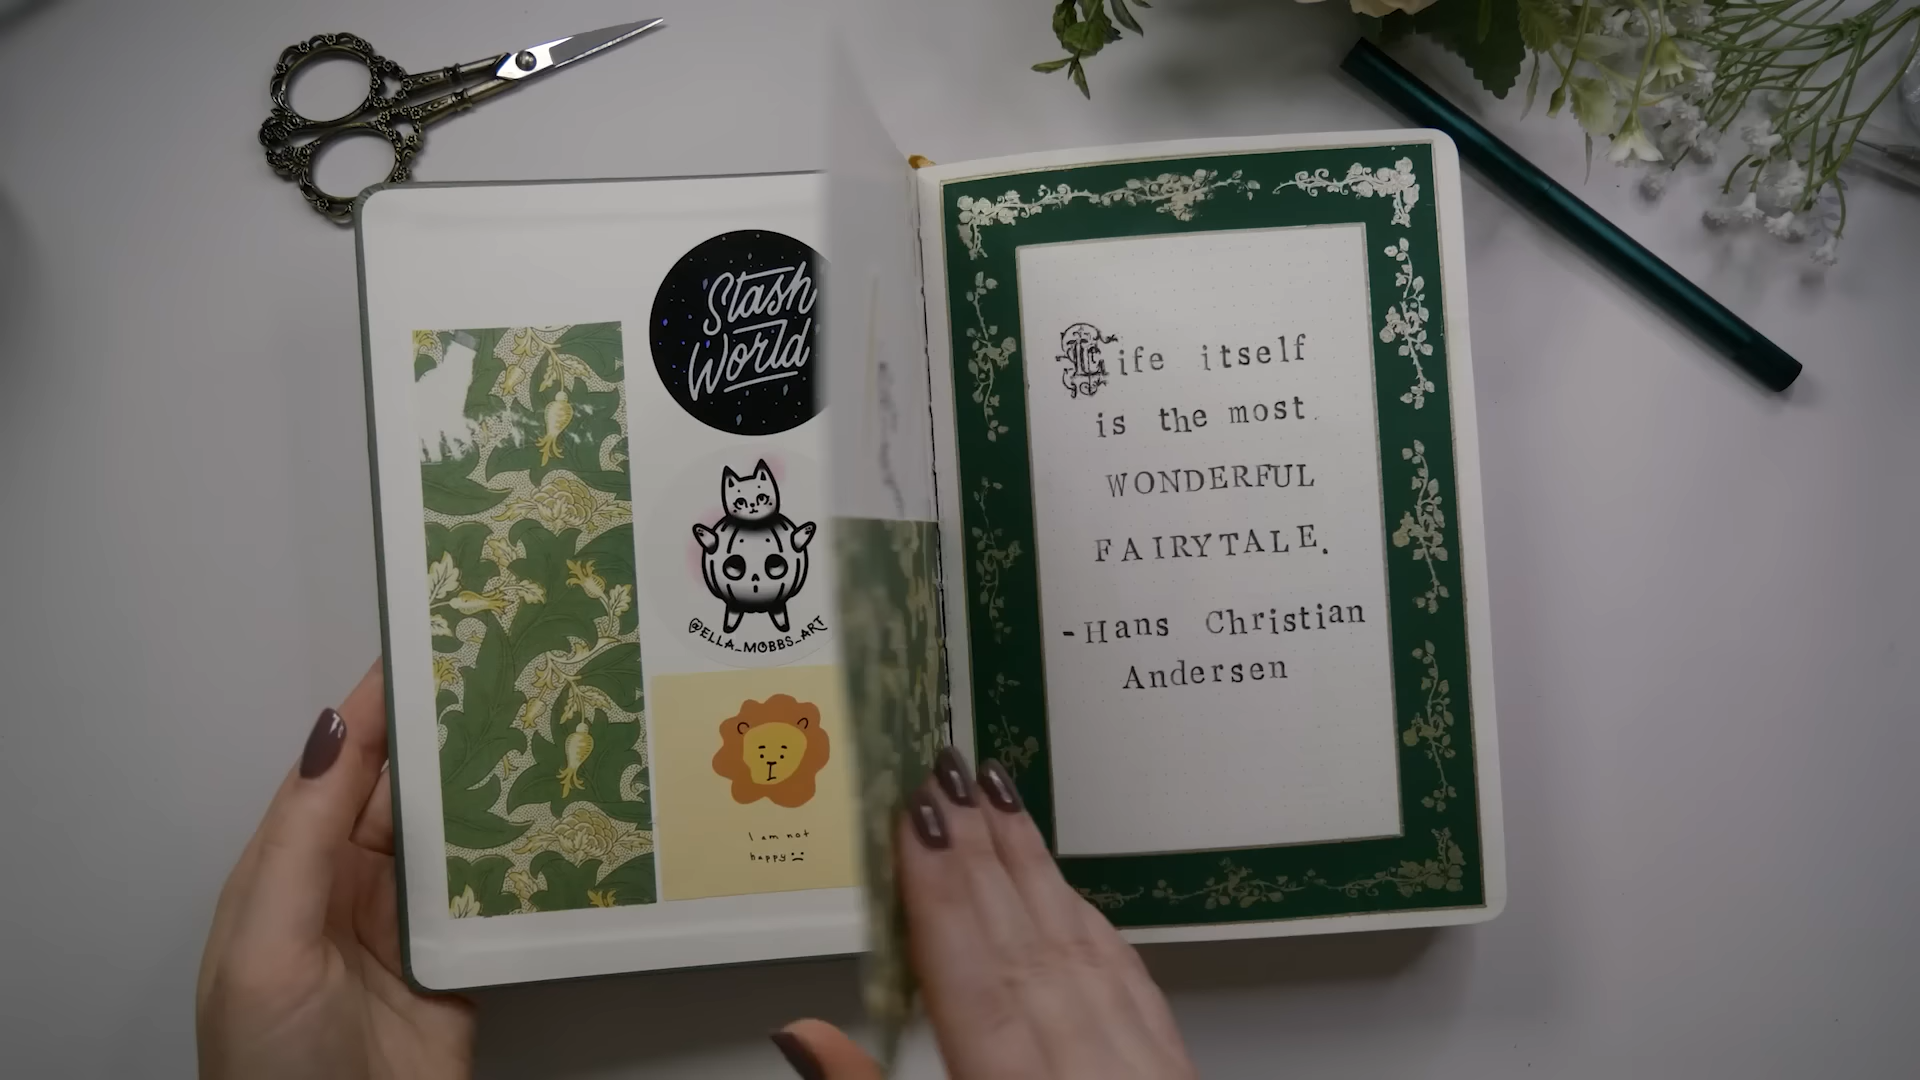 Stash
World
@ELLA_MOBBS_ART
I am not
happy
Life itself
is the most
WONDERFUL
FAIRYTALE.
-Hans Christian
Andersen